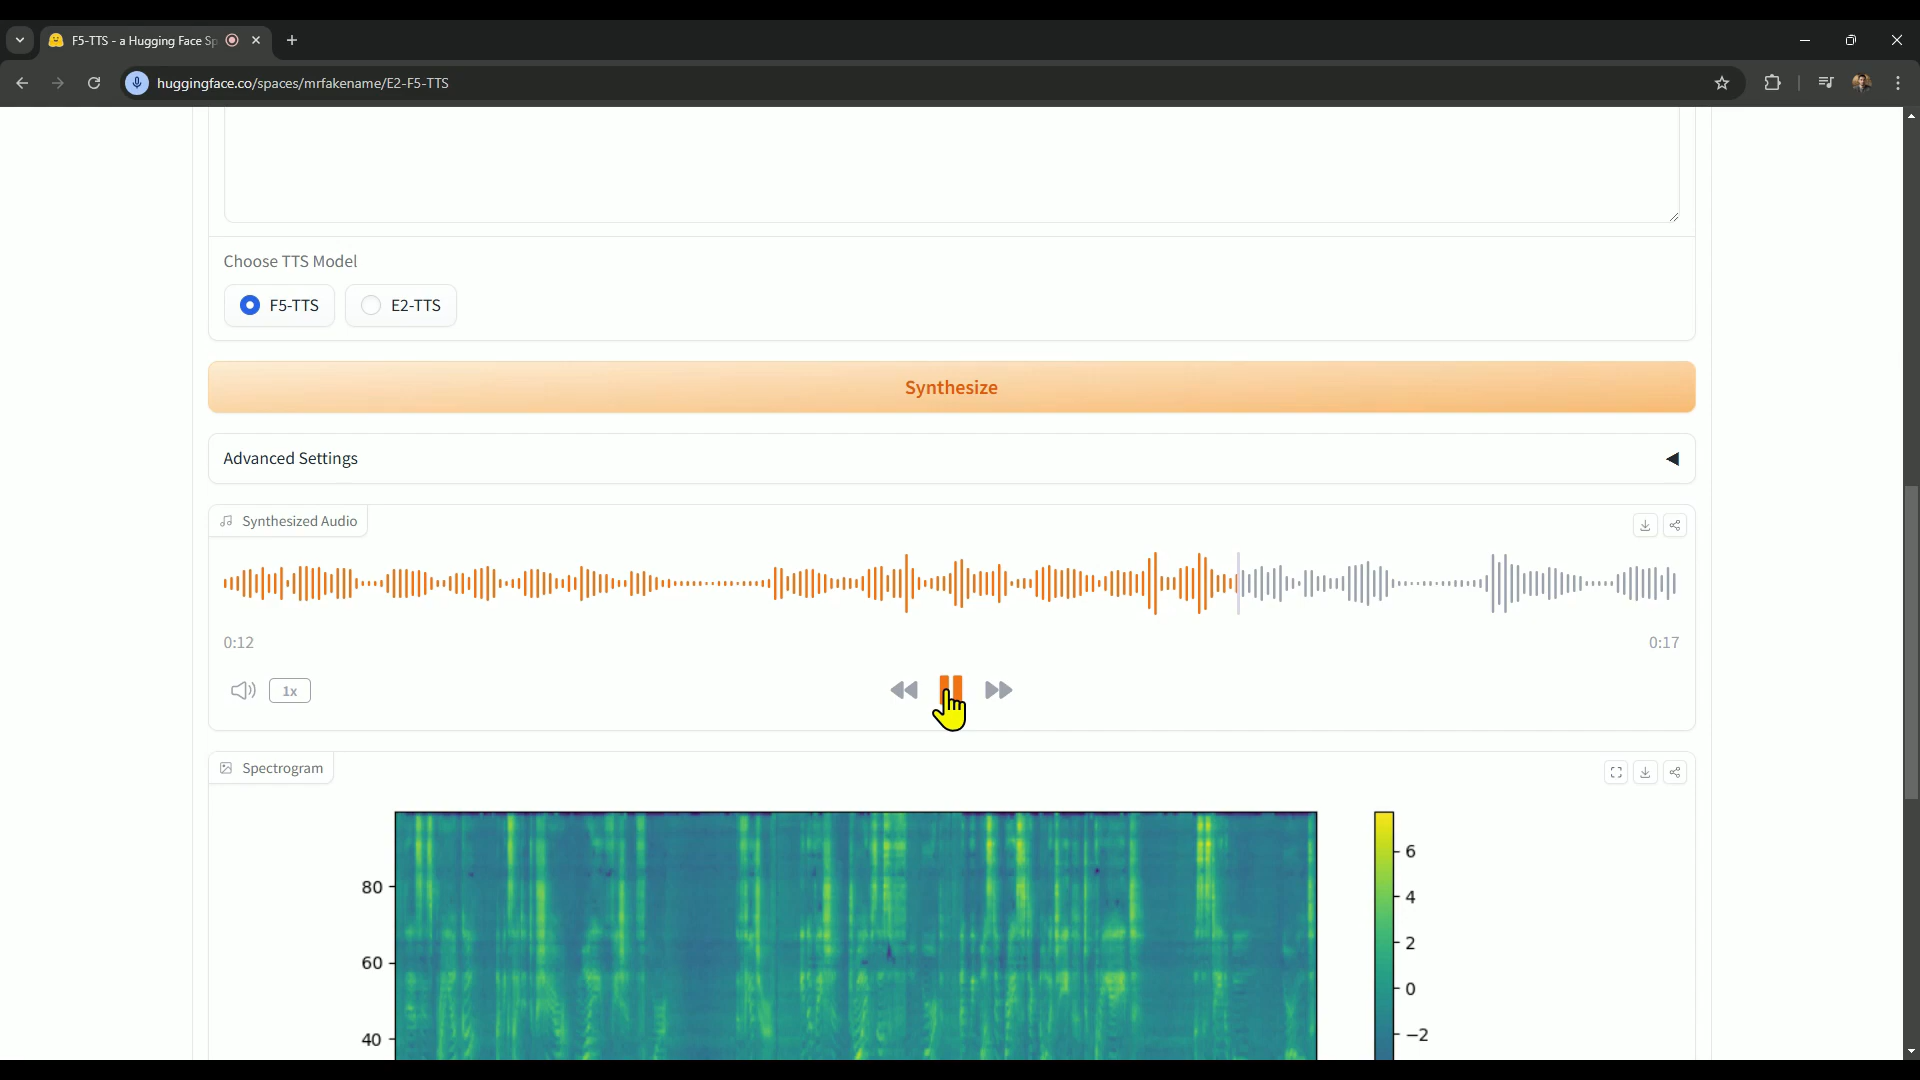 F5-TTS - a Hugging Face Sp
huggingface.co/spaces/mrfakename/E2-F5-TTS
Choose TTS Model
F5-TTS
E2-TTS
Synthesize
Advanced Settings
Synthesized Audio
0:12
0:17
1x
Spectrogram
80
60
40
6
4
2
0
−2